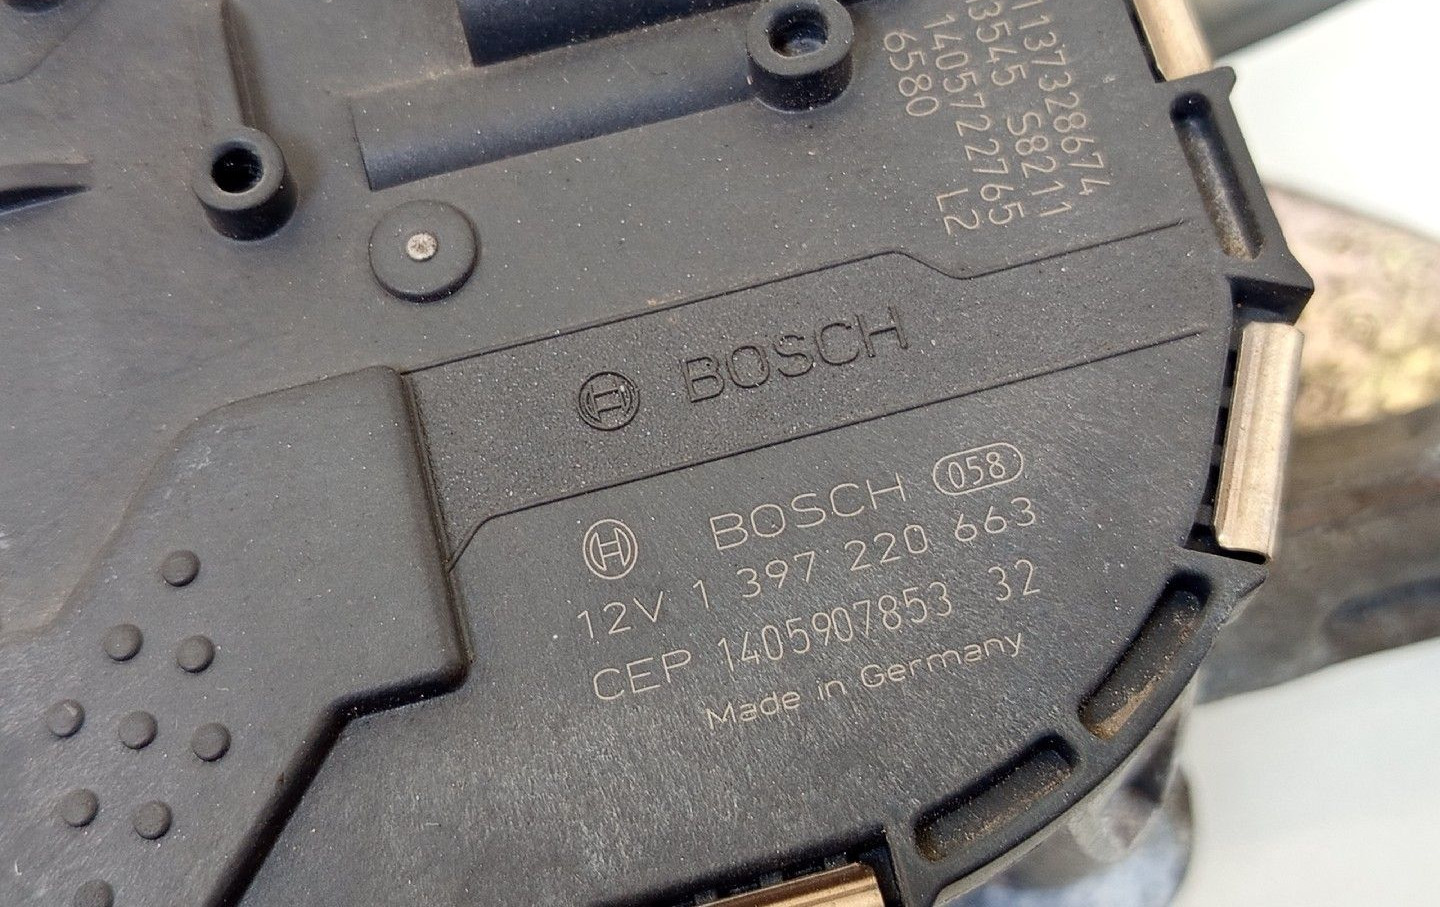 1137328674
3545 S8211
1405722765
6580 L2
BOSCH
BOSCH 058
12V 1 397 220 663
CEP 1405907853 32
Made in Germany